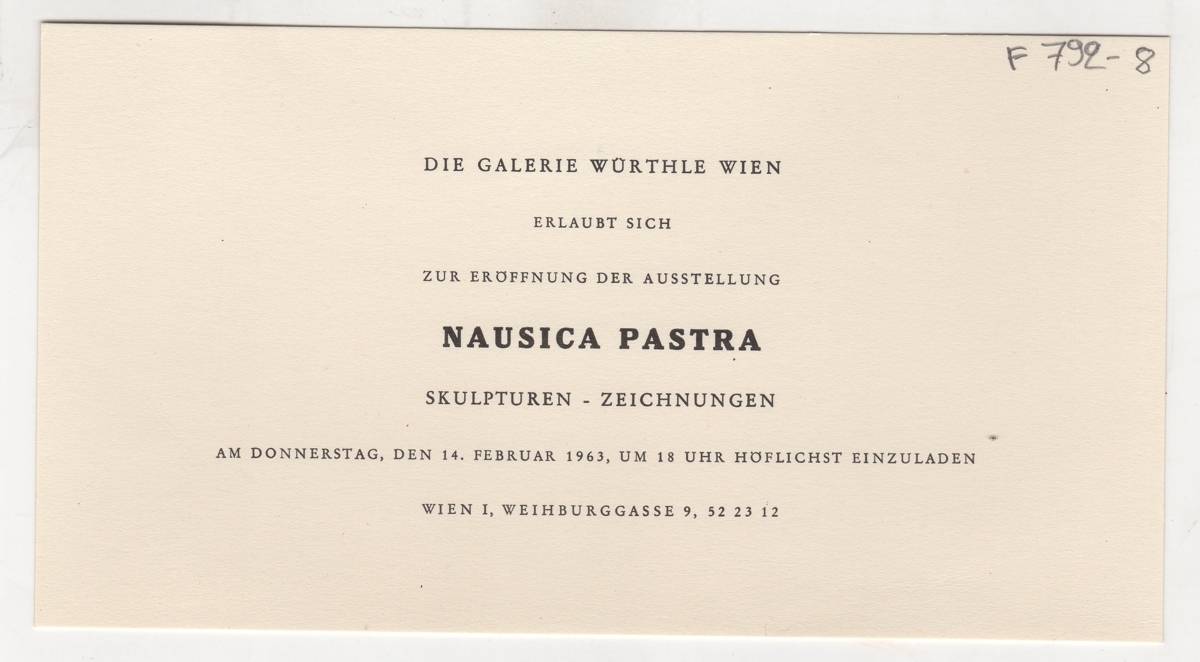 F 792-8
DIE GALERIE WÜRTHLE WIEN
ERLAUBT SICH
ZUR ERÖFFNUNG DER AUSSTELLUNG
NAUSICA PASTRA
SKULPTUREN - ZEICHNUNGEN
AM DONNERSTAG, DEN 14. FEBRUAR 1963, UM 18 UHR HÖFLICHST EINZULADEN
WIEN I, WEIHBURGGASSE 9, 52 23 12